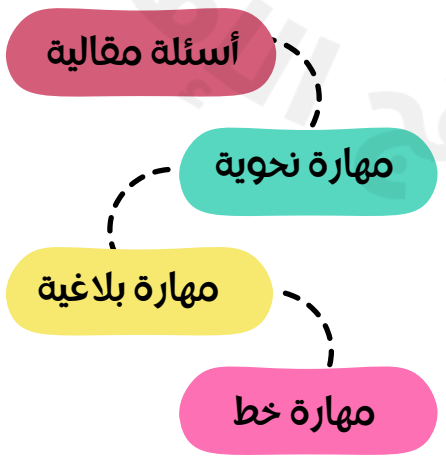 أسئلة مقالية
مهارة نحوية
مهارة بلاغية
مهارة خط